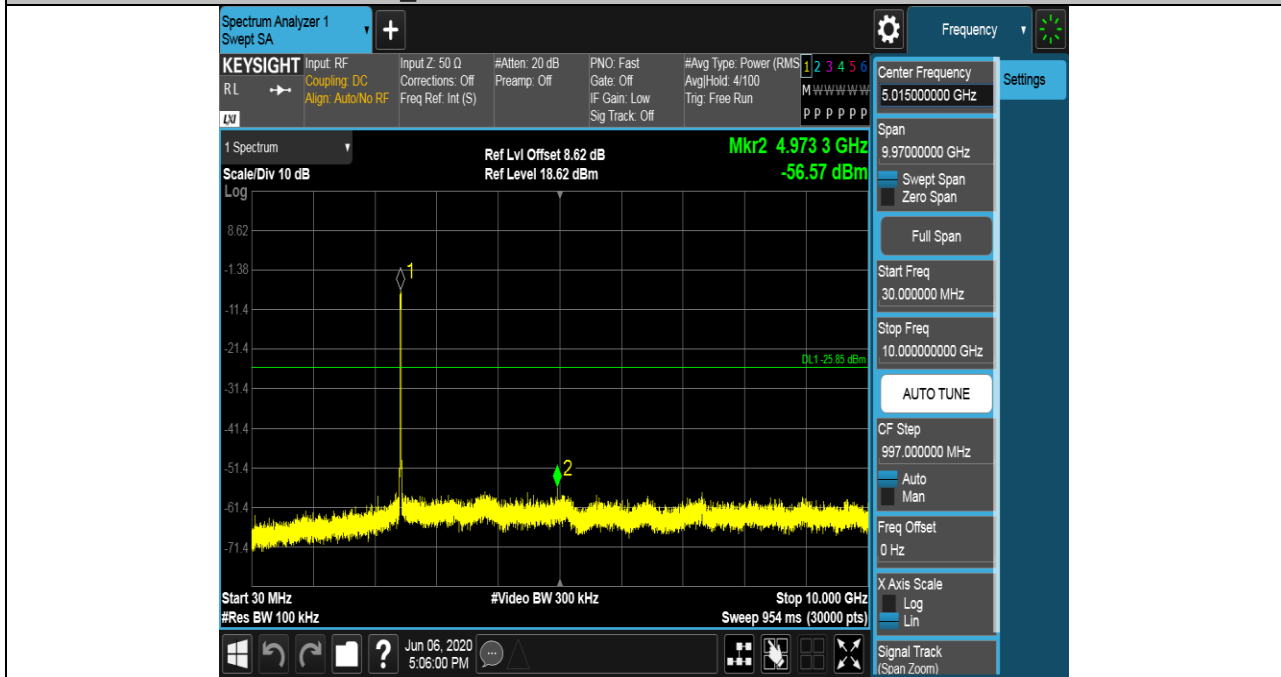 Spectrum Analyzer 1
Swept SA
+
Frequency
KEYSIGHT
RL
LXI
Input: RF
Coupling: DC
Align: Auto/No RF
Input Z: 50 Ω
Corrections: Off
Freq Ref: Int (S)
#Atten: 20 dB
Preamp: Off
PNO: Fast
Gate: Off
IF Gain: Low
Sig Track: Off
#Avg Type: Power (RMS
Avg|Hold: 4/100
Trig: Free Run
1 2 3 4 5 6
M W W W W W
P P P P P P
1 Spectrum
Scale/Div 10 dB
Log
Ref Lvl Offset 8.62 dB
Ref Level 18.62 dBm
Mkr2 4.973 3 GHz
-56.57 dBm
8.62
-1.38
-11.4
-21.4
-31.4
-41.4
-51.4
-61.4
-71.4
1
DL1 -25.85 dBm
2
Start 30 MHz
#Res BW 100 kHz
#Video BW 300 kHz
Stop 10.000 GHz
Sweep 954 ms (30000 pts)
?
Jun 06, 2020
5:06:00 PM
Center Frequency
5.015000000 GHz
Settings
Span
9.97000000 GHz
Swept Span
Zero Span
Full Span
Start Freq
30.000000 MHz
Stop Freq
10.000000000 GHz
AUTO TUNE
CF Step
997.000000 MHz
Auto
Man
Freq Offset
0 Hz
X Axis Scale
Log
Lin
Signal Track
(Span Zoom)